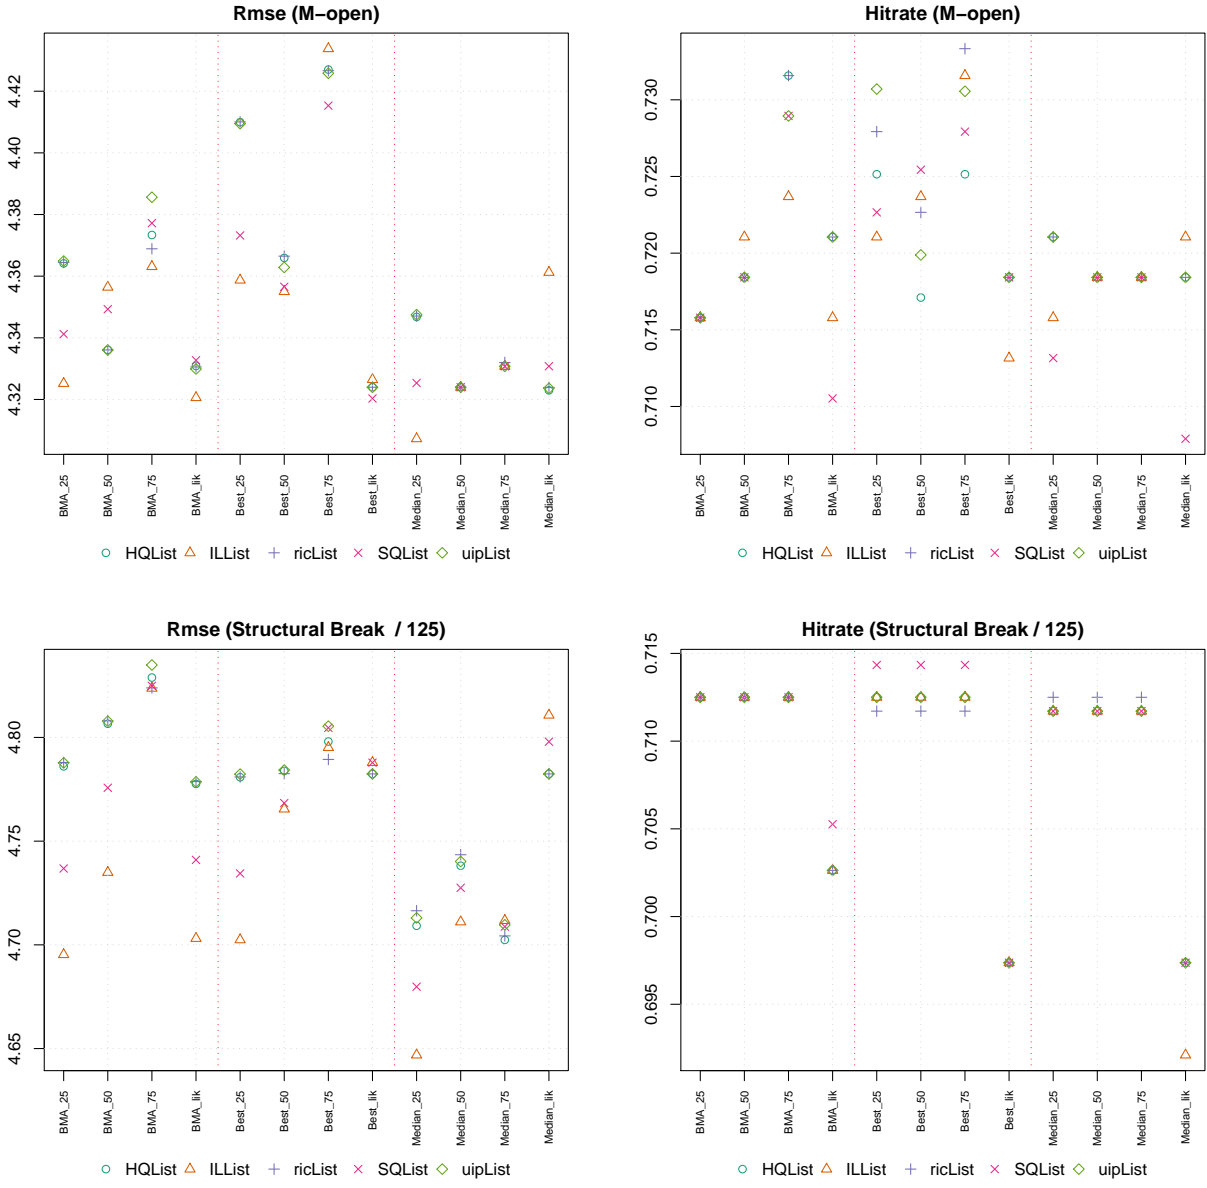 Rmse (M−open)
4.32 4.34 4.36 4.38 4.40 4.42
BMA_25 BMA_50 BMA_75 BMA_lik Best_25 Best_50 Best_75 Best_lik Median_25 Median_50 Median_75 Median_lik
HQList ILList ricList SQList uipList
Hitrate (M−open)
0.710 0.715 0.720 0.725 0.730
BMA_25 BMA_50 BMA_75 BMA_lik Best_25 Best_50 Best_75 Best_lik Median_25 Median_50 Median_75 Median_lik
HQList ILList ricList SQList uipList
Rmse (Structural Break / 125)
4.65 4.70 4.75 4.80
BMA_25 BMA_50 BMA_75 BMA_lik Best_25 Best_50 Best_75 Best_lik Median_25 Median_50 Median_75 Median_lik
HQList ILList ricList SQList uipList
Hitrate (Structural Break / 125)
0.695 0.700 0.705 0.710 0.715
BMA_25 BMA_50 BMA_75 BMA_lik Best_25 Best_50 Best_75 Best_lik Median_25 Median_50 Median_75 Median_lik
HQList ILList ricList SQList uipList